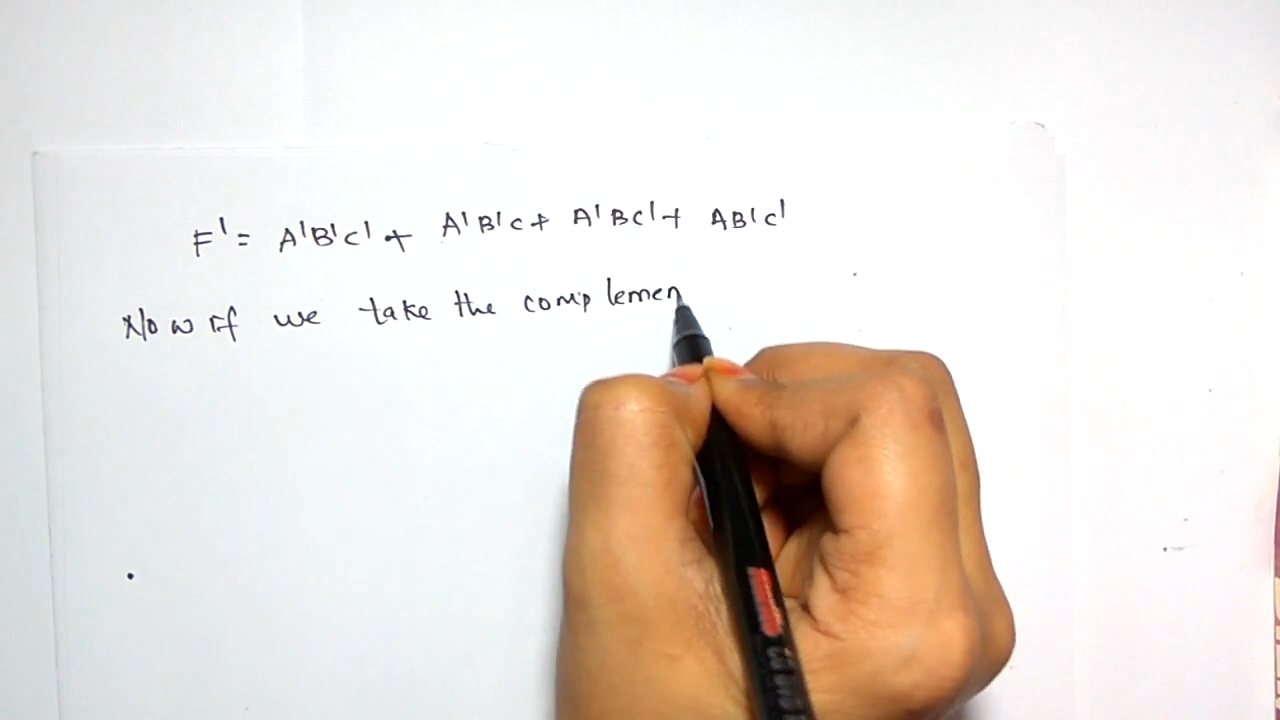 F' = A'B'C' + A'B'C + A'BC' + AB'C'
Now if we take the complemen